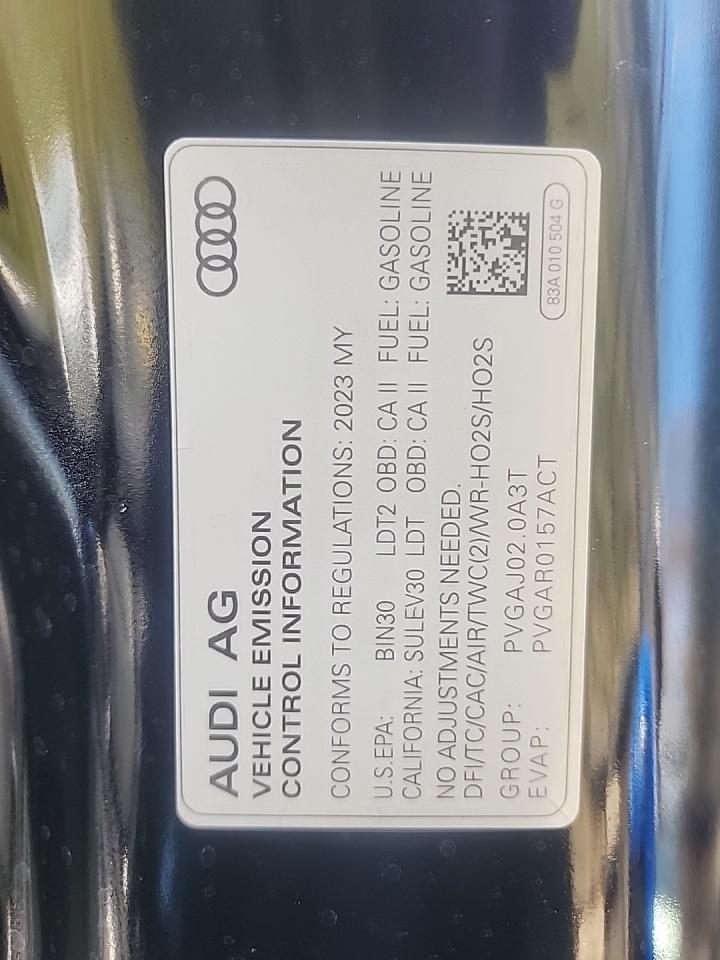 AUDI AG
VEHICLE EMISSION
CONTROL INFORMATION
CONFORMS TO REGULATIONS: 2023 MY
U.S.EPA: BIN30 LDT2 OBD: CA II FUEL: GASOLINE
CALIFORNIA: SULEV30 LDT OBD: CA II FUEL: GASOLINE
NO ADJUSTMENTS NEEDED.
DFI/TC/CAC/AIR/TWC(2)/WR-HO2S/HO2S
GROUP: PVGAJ02.0A3T
EVAP: PVGAR0157ACT
83A 010 504 G